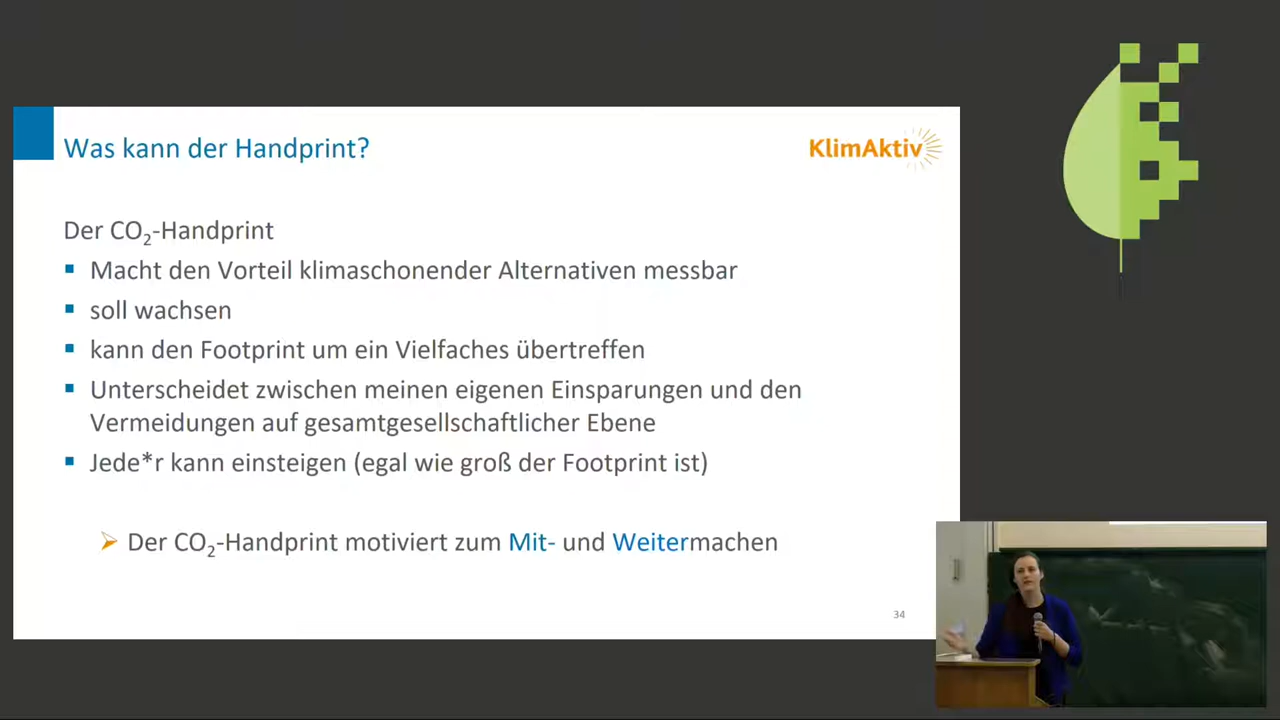 Was kann der Handprint?
KlimAktiv
Der CO₂-Handprint
▪ Macht den Vorteil klimaschonender Alternativen messbar
▪ soll wachsen
▪ kann den Footprint um ein Vielfaches übertreffen
▪ Unterscheidet zwischen meinen eigenen Einsparungen und den
Vermeidungen auf gesamtgesellschaftlicher Ebene
▪ Jede*r kann einsteigen (egal wie groß der Footprint ist)
➢ Der CO₂-Handprint motiviert zum Mit- und Weitermachen
34